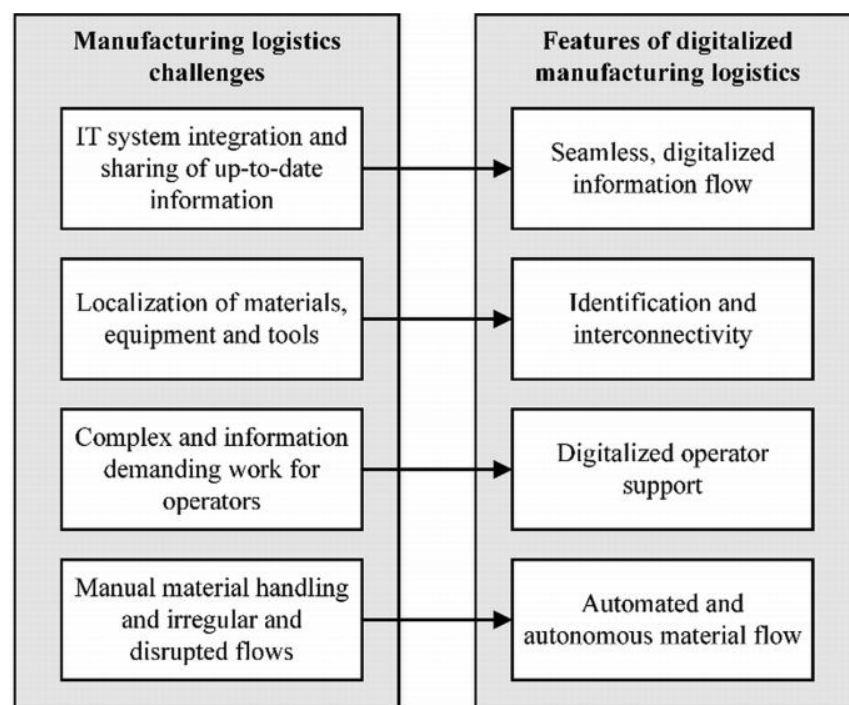 Manufacturing logistics
challenges
IT system integration and
sharing of up-to-date
information
Localization of materials,
equipment and tools
Complex and information
demanding work for
operators
Manual material handling
and irregular and
disrupted flows
Features of digitalized
manufacturing logistics
Seamless, digitalized
information flow
Identification and
interconnectivity
Digitalized operator
support
Automated and
autonomous material flow